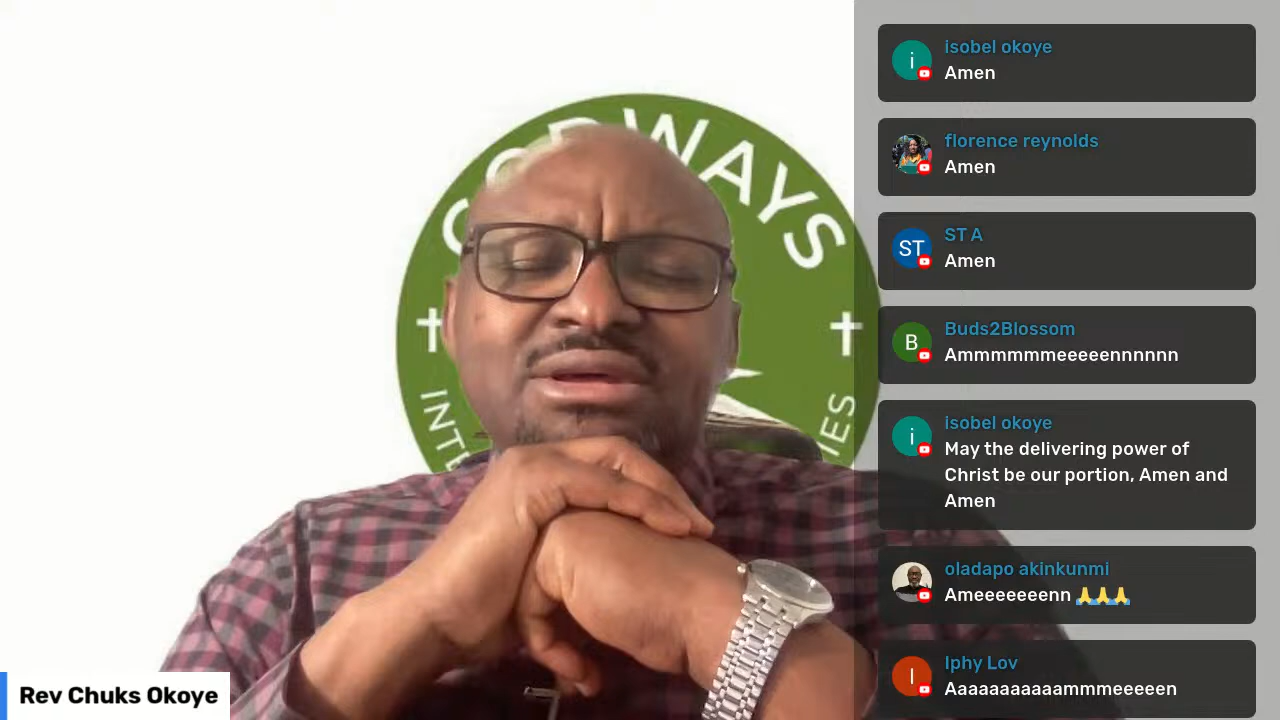 WAYS
isobel okoye
Amen
florence reynolds
Amen
ST
ST A
Amen
B
Buds2Blossom
Ammmmmmeeeeennnnnn
i
isobel okoye
May the delivering power of
Christ be our portion, Amen and
Amen
oladapo akinkunmi
Ameeeeeeenn 🙏🙏🙏
I
Iphy Lov
Aaaaaaaaaaammmeeeeen
Rev Chuks Okoye